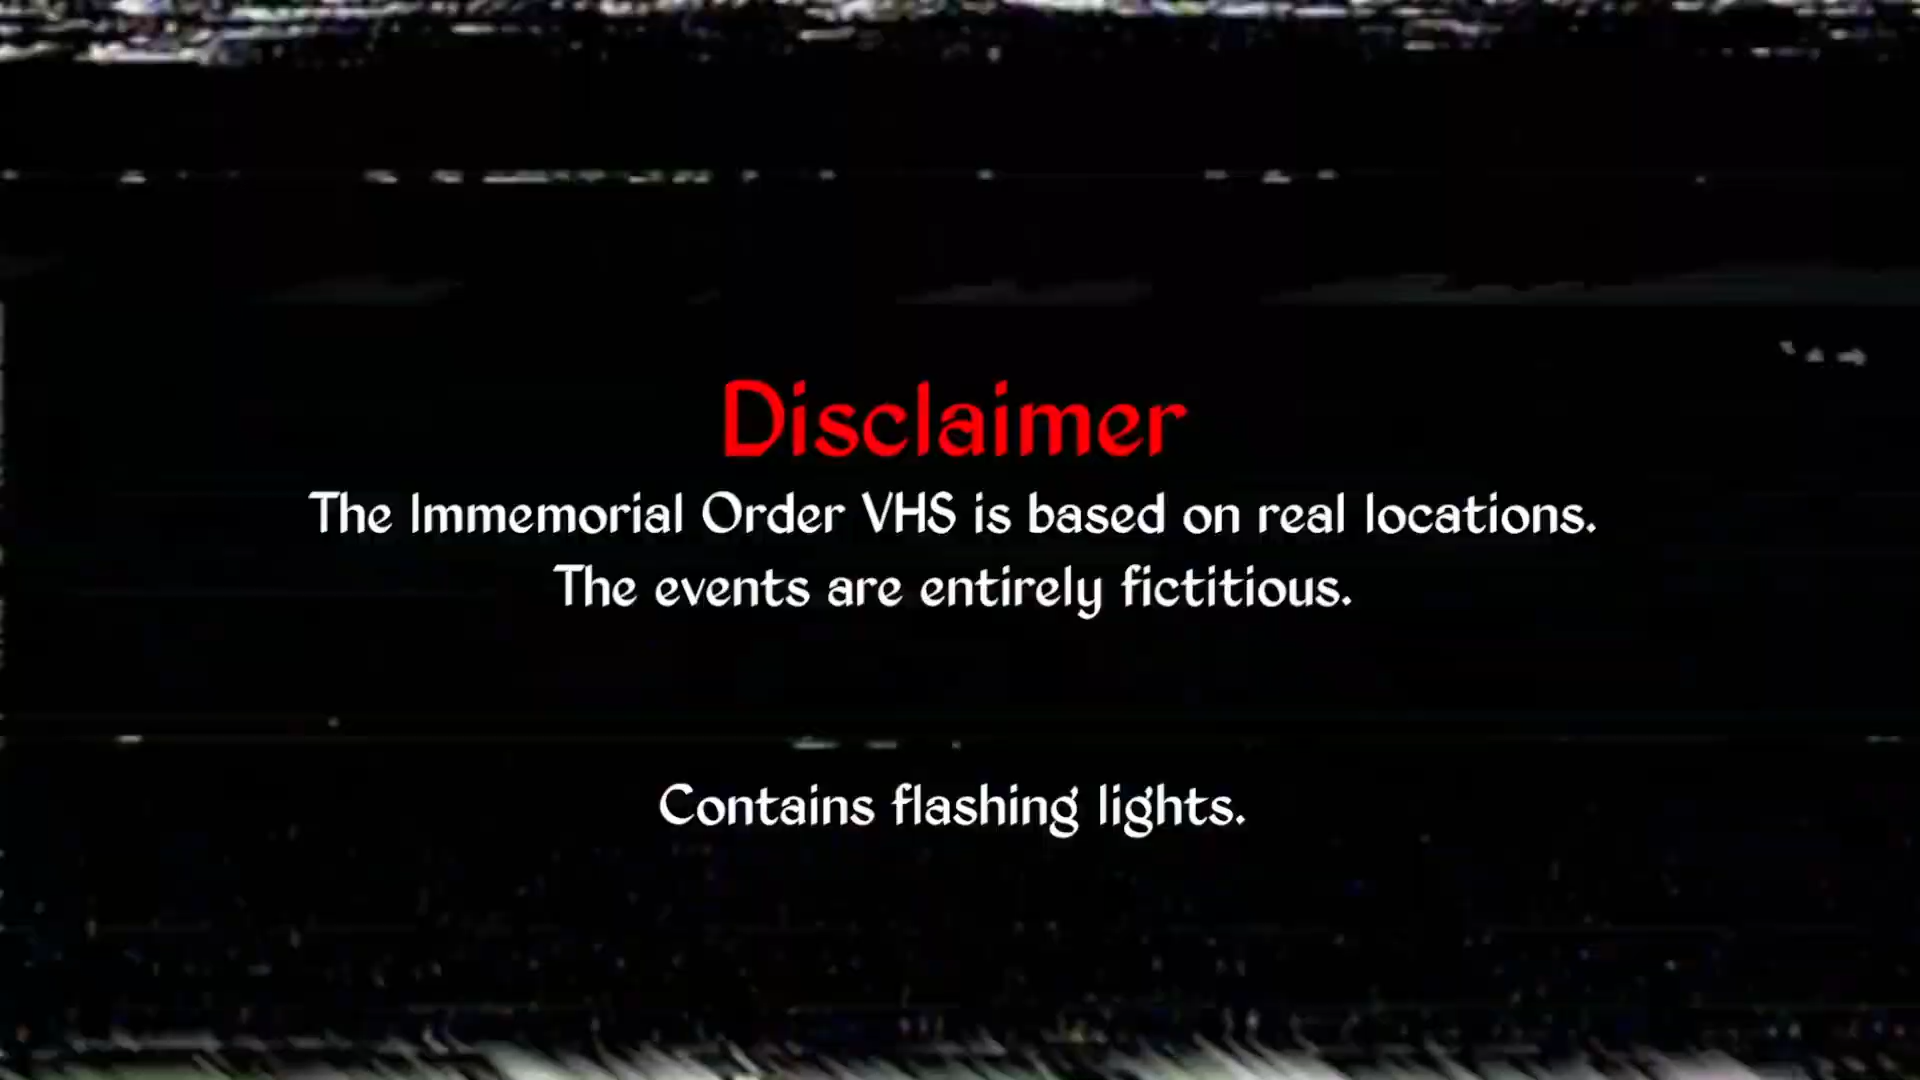 Disclaimer
The Immemorial Order VHS is based on real locations.
The events are entirely fictitious.
Contains flashing lights.